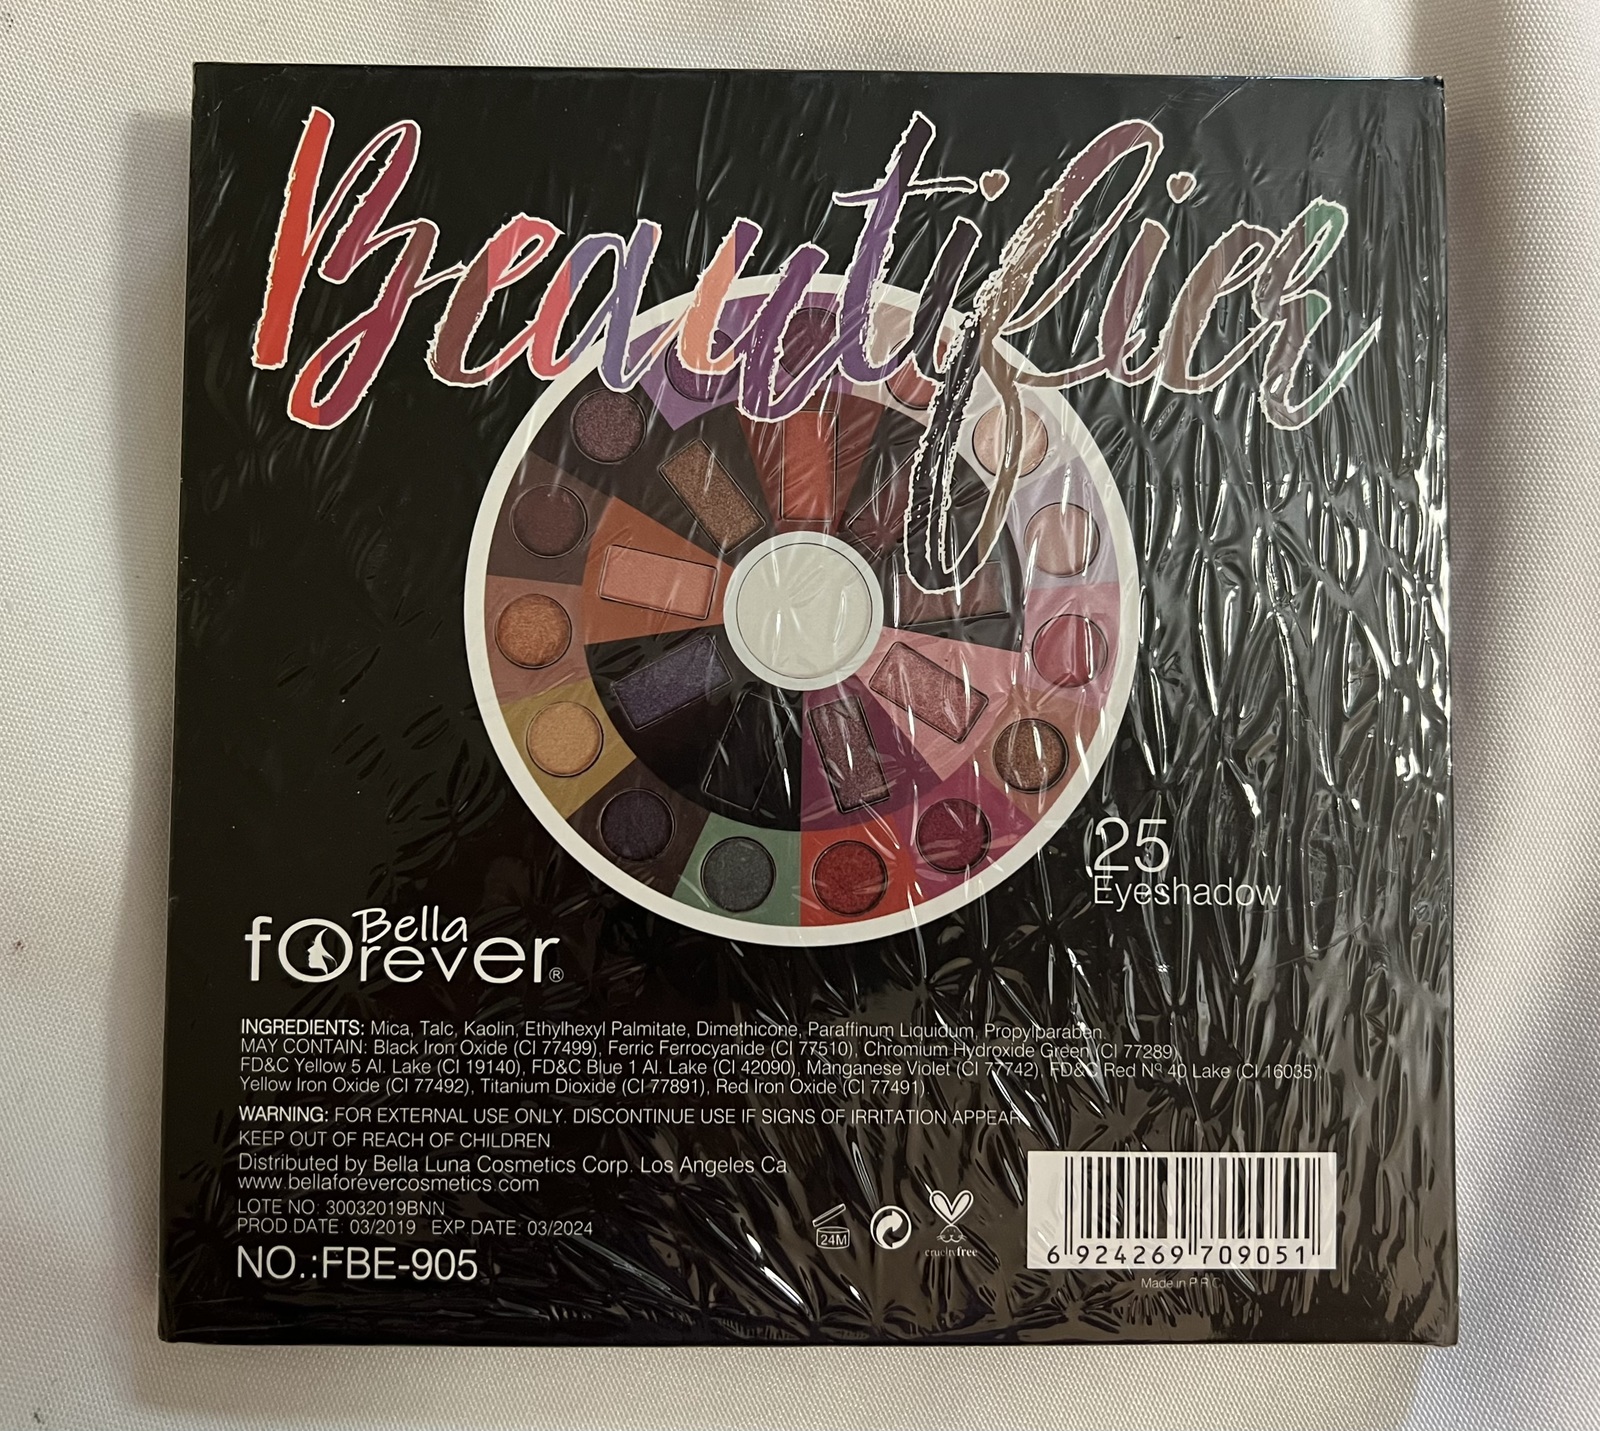 Beautifier
25
Eyeshadow
Bella
fOrever®
INGREDIENTS: Mica, Talc, Kaolin, Ethylhexyl Palmitate, Dimethicone, Paraffinum Liquidum, Propylparaben.
MAY CONTAIN: Black Iron Oxide (CI 77499), Ferric Ferrocyanide (CI 77510), Chromium Hydroxide Green (CI 77289),
FD&C Yellow 5 Al. Lake (CI 19140), FD&C Blue 1 Al. Lake (CI 42090), Manganese Violet (CI 77742), FD&C Red Nº 40 Lake (CI 16035),
Yellow Iron Oxide (CI 77492), Titanium Dioxide (CI 77891), Red Iron Oxide (CI 77491).
WARNING: FOR EXTERNAL USE ONLY. DISCONTINUE USE IF SIGNS OF IRRITATION APPEAR
KEEP OUT OF REACH OF CHILDREN
Distributed by Bella Luna Cosmetics Corp. Los Angeles Ca
www.bellaforevercosmetics.com
LOTE NO: 30032019BNN
PROD.DATE: 03/2019 EXP.DATE: 03/2024
NO.:FBE-905
24M
crueltyfree
6 924269 709051
Made in P.R.C